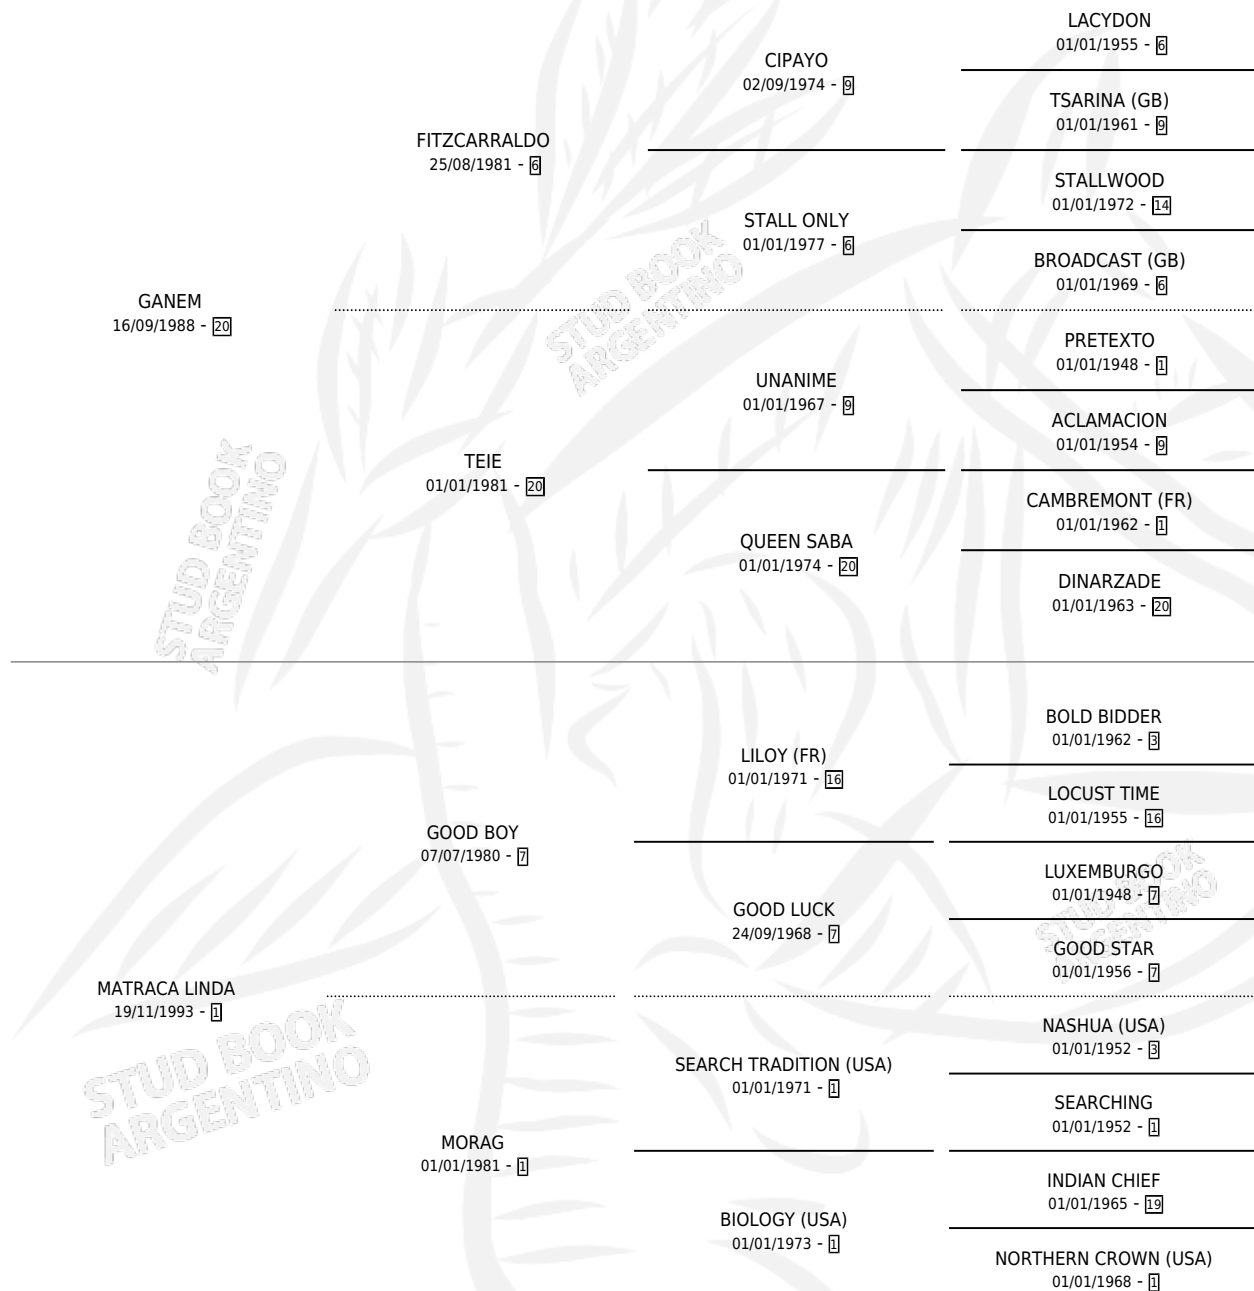 LACYDON
01/01/1955 - 6
CIPAYO
02/09/1974 - 9
TSARINA (GB)
01/01/1961 - 9
FITZCARRALDO
25/08/1981 - 6
STALLWOOD
01/01/1972 - 14
STALL ONLY
01/01/1977 - 6
BROADCAST (GB)
01/01/1969 - 6
GANEM
16/09/1988 - 20
STUD BOOK
ARGENTINO
PRETEXTO
01/01/1948 - 1
UNANIME
01/01/1967 - 9
ACLAMACION
01/01/1954 - 9
TEIE
01/01/1981 - 20
STUD BOOK
ARGENTINO
CAMBREMONT (FR)
01/01/1962 - 1
QUEEN SABA
01/01/1974 - 20
DINARZADE
01/01/1963 - 20
BOLD BIDDER
01/01/1962 - 3
LILOY (FR)
01/01/1971 - 16
LOCUST TIME
01/01/1955 - 16
GOOD BOY
07/07/1980 - 7
LUXEMBURGO
01/01/1948 - 7
GOOD LUCK
24/09/1968 - 7
STUD BOOK
ARGENTINO
GOOD STAR
01/01/1956 - 7
MATRACA LINDA
19/11/1993 - 1
STUD BOOK
ARGENTINO
NASHUA (USA)
01/01/1952 - 3
SEARCH TRADITION (USA)
01/01/1971 - 1
SEARCHING
01/01/1952 - 1
MORAG
01/01/1981 - 1
INDIAN CHIEF
01/01/1965 - 19
BIOLOGY (USA)
01/01/1973 - 1
NORTHERN CROWN (USA)
01/01/1968 - 1